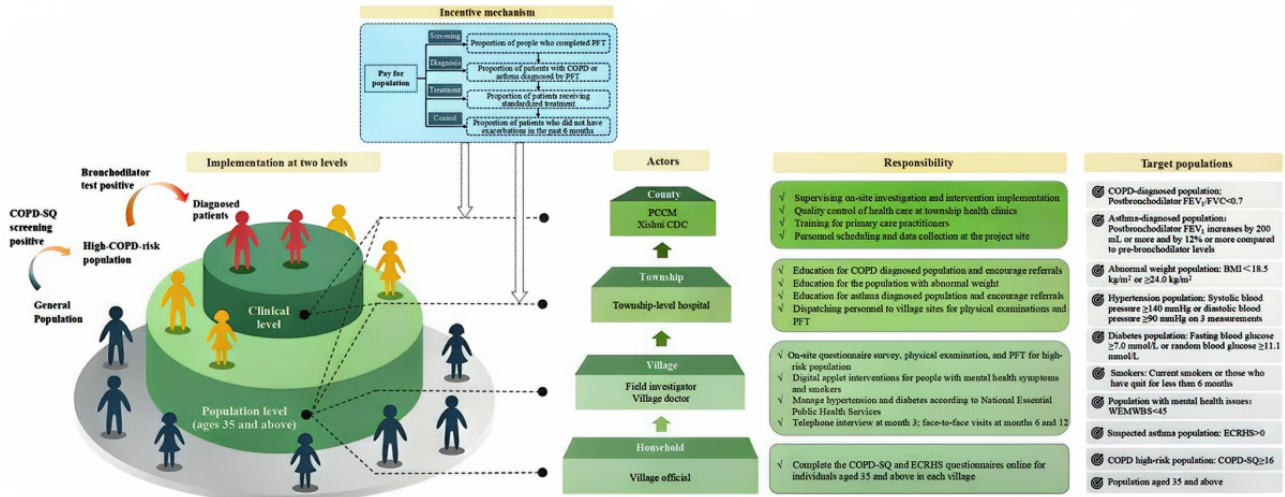 Incentive mechanism
Pay for
population
Screening
Proportion of people who completed PFT
Diagnosis
Proportion of patients with COPD or
asthma diagnosed by PFT
Treatment
Proportion of patients receiving
standardized treatment
Control
Proportion of patients who did not have
exacerbations in the past 6 months
Implementation at two levels
Bronchodilator
test positive
Diagnosed
patients
COPD-SQ
screening
positive
High-COPD-risk
population
General
Population
Clinical
level
Population level
(ages 35 and above)
Actors
County
PCCM
Xishui CDC
Township
Township-level hospital
Village
Field investigator
Village doctor
Household
Village official
Responsibility
√ Supervising on-site investigation and intervention implementation
√ Quality control of health care at township health clinics
√ Training for primary care practitioners
√ Personnel scheduling and data collection at the project site
√ Education for COPD diagnosed population and encourage referrals
√ Education for the population with abnormal weight
√ Education for asthma diagnosed population and encourage referrals
√ Dispatching personnel to village sites for physical examinations and
PFT
√ On-site questionnaire survey, physical examination, and PFT for high-
risk population
√ Digital applet interventions for people with mental health symptoms
and smokers
√ Manage hypertension and diabetes according to National Essential
Public Health Services
√ Telephone interview at month 3; face-to-face visits at months 6 and 12
√ Complete the COPD-SQ and ECRHS questionnaires online for
individuals aged 35 and above in each village
Target populations
COPD-diagnosed population:
Postbronchodilator FEV₁/FVC<0.7
Asthma-diagnosed population:
Postbronchodilator FEV₁ increases by 200
mL or more and by 12% or more compared
to pre-bronchodilator levels
Abnormal weight population: BMI<18.5
kg/m² or ≥24.0 kg/m²
Hypertension population: Systolic blood
pressure ≥140 mmHg or diastolic blood
pressure ≥90 mmHg on 3 measurements
Diabetes population: Fasting blood glucose
≥7.0 mmol/L or random blood glucose ≥11.1
mmol/L
Smokers: Current smokers or those who
have quit for less than 6 months
Population with mental health issues:
WEMWBS<45
Suspected asthma population: ECRHS>0
COPD high-risk population: COPD-SQ≥16
Population aged 35 and above